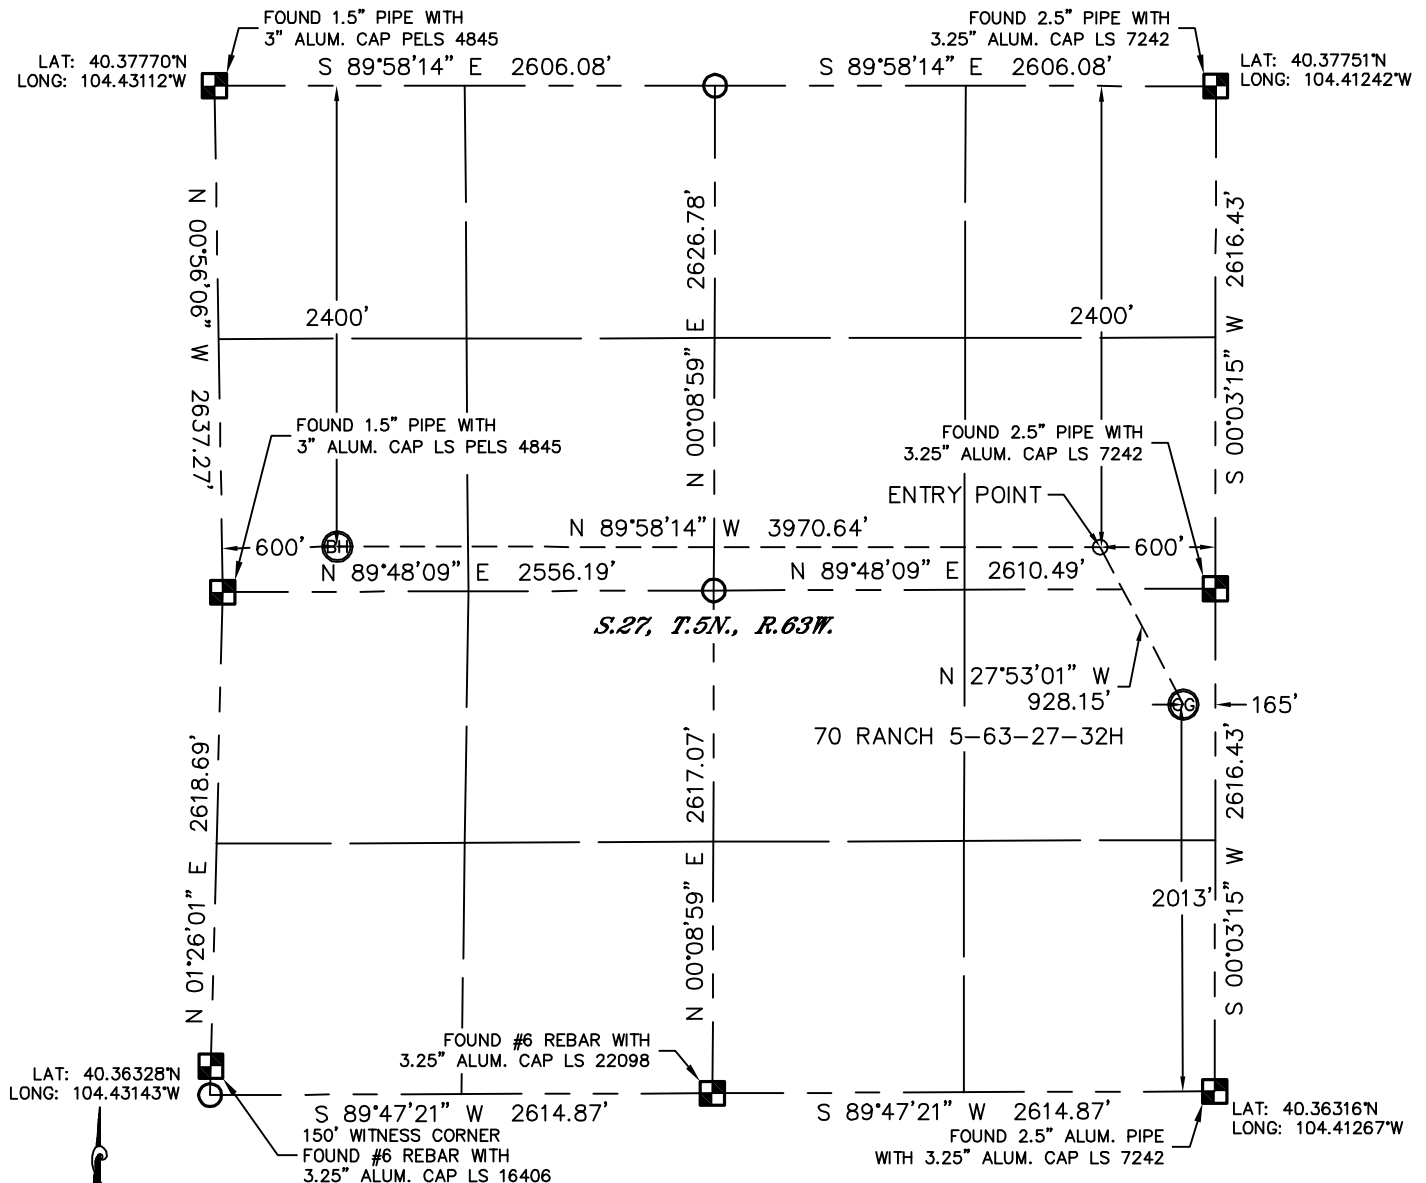 FOUND 1.5" PIPE WITH
3" ALUM. CAP PELS 4845
FOUND 2.5" PIPE WITH
3.25" ALUM. CAP LS 7242
LAT: 40.37770°N
LONG: 104.43112°W
S 89°58'14" E 2606.08'
S 89°58'14" E 2606.08'
LAT: 40.37751°N
LONG: 104.41242°W
N 00°56'06" W 2637.27'
N 00°08'59" E 2626.78'
S 00°03'15" W 2616.43'
2400'
2400'
FOUND 1.5" PIPE WITH
3" ALUM. CAP LS PELS 4845
FOUND 2.5" PIPE WITH
3.25" ALUM. CAP LS 7242
ENTRY POINT
N 89°58'14" W 3970.64'
600'
BH
600'
N 89°48'09" E 2556.19'
N 89°48'09" E 2610.49'
S.27, T.5N., R.63W.
N 27°53'01" W
928.15'
OG
165'
70 RANCH 5-63-27-32H
N 01°26'01" E 2618.69'
N 00°08'59" E 2617.07'
S 00°03'15" W 2616.43'
2013'
FOUND #6 REBAR WITH
3.25" ALUM. CAP LS 22098
LAT: 40.36328°N
LONG: 104.43143°W
S 89°47'21" W 2614.87'
S 89°47'21" W 2614.87'
LAT: 40.36316°N
LONG: 104.41267°W
150' WITNESS CORNER
FOUND #6 REBAR WITH
3.25" ALUM. CAP LS 16406
FOUND 2.5" ALUM. PIPE
WITH 3.25" ALUM. CAP LS 7242